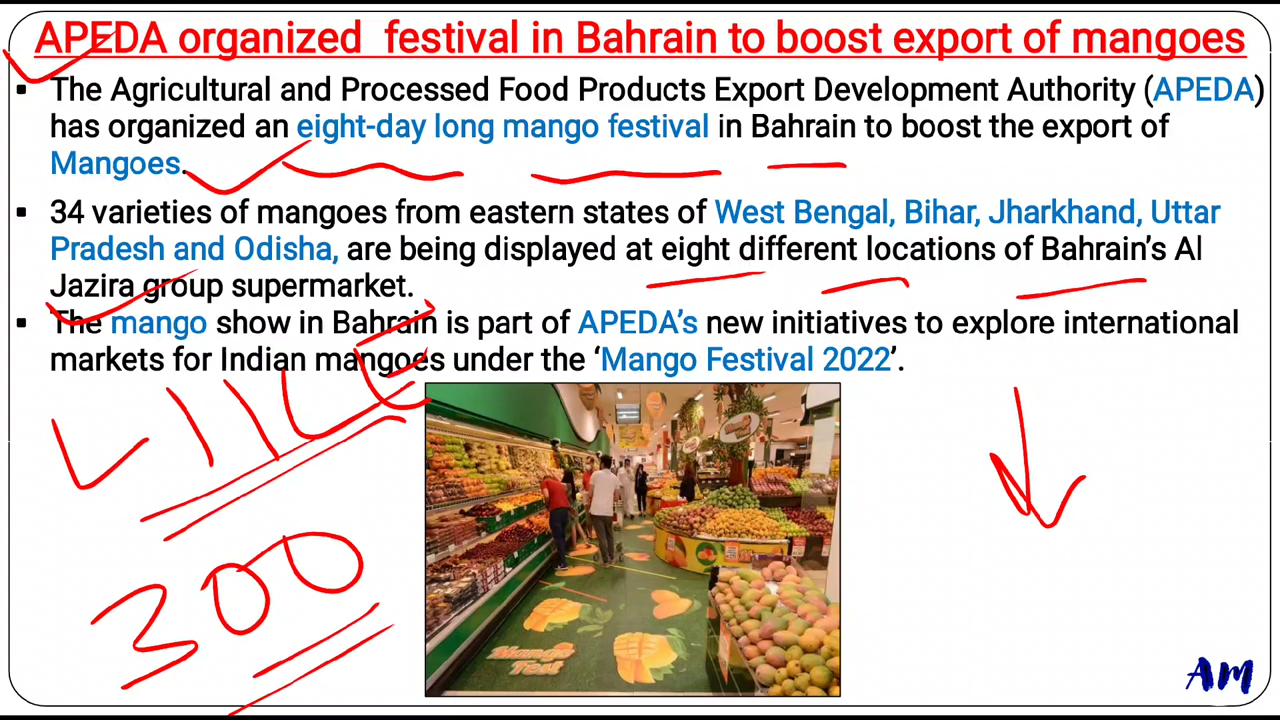 APEDA organized festival in Bahrain to boost export of mangoes
▪ The Agricultural and Processed Food Products Export Development Authority (APEDA)
has organized an eight-day long mango festival in Bahrain to boost the export of
Mangoes.
▪ 34 varieties of mangoes from eastern states of West Bengal, Bihar, Jharkhand, Uttar
Pradesh and Odisha, are being displayed at eight different locations of Bahrain's Al
Jazira group supermarket.
▪ The mango show in Bahrain is part of APEDA's new initiatives to explore international
markets for Indian mangoes under the 'Mango Festival 2022'.
LIKE
300
Mango
Fest
AM